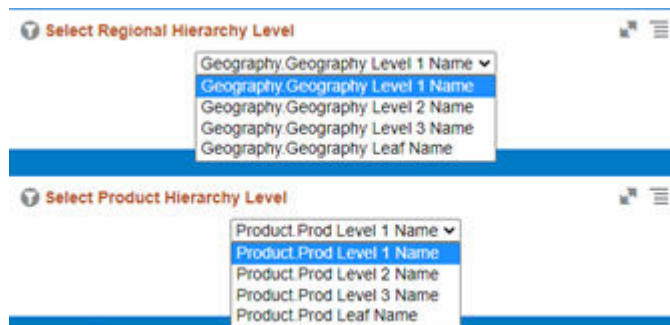 Select Regional Hierarchy Level
Geography.Geography Level 1 Name
Geography.Geography Level 1 Name
Geography.Geography Level 2 Name
Geography.Geography Level 3 Name
Geography.Geography Leaf Name
Select Product Hierarchy Level
Product.Prod Level 1 Name
Product.Prod Level 1 Name
Product.Prod Level 2 Name
Product.Prod Level 3 Name
Product.Prod Leaf Name